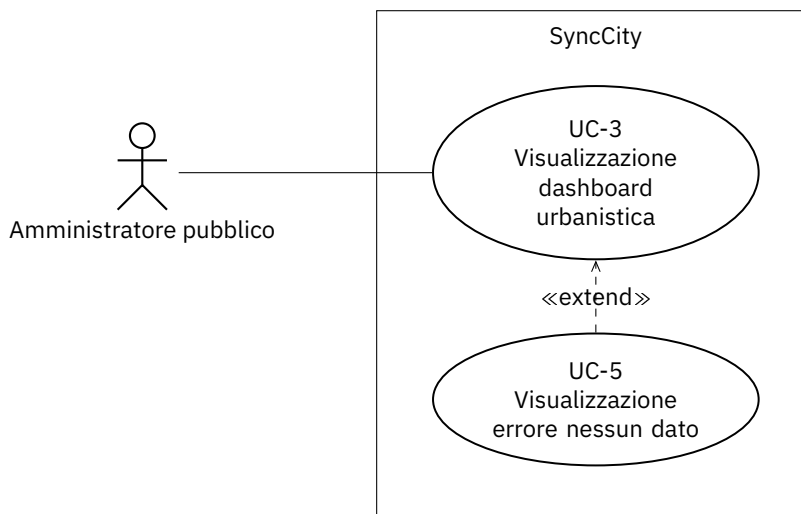 SyncCity
UC-3
Visualizzazione
dashboard
urbanistica
Amministratore pubblico
≪extend≫
UC-5
Visualizzazione
errore nessun dato